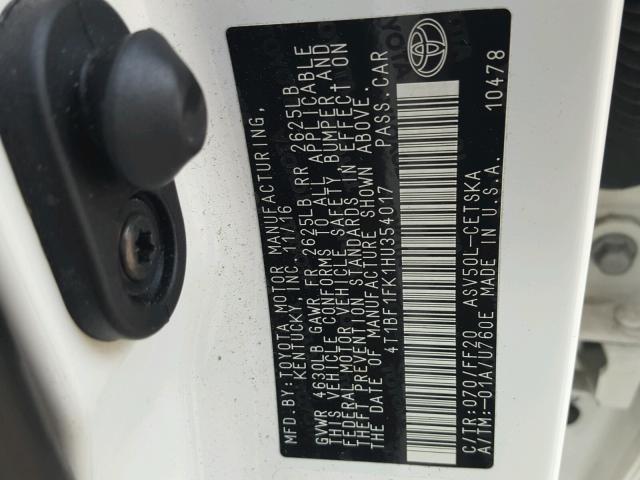 MFD.BY:TOYOTA MOTOR MANUFACTURING,
KENTUCKY, INC. 11/16
GVWR 4630LB GAWR FR 2625LB RR 2625LB
THIS VEHICLE CONFORMS TO ALL APPLICABLE
FEDERAL MOTOR VEHICLE SAFETY, BUMPER, AND
THEFT PREVENTION STANDARDS IN EFFECT ON
THE DATE OF MANUFACTURE SHOWN ABOVE.
4T1BF1FK1HU354017 PASS.CAR
C/TR:070/FF20 ASV50L-CETSKA
A/TM:-01A/U760E MADE IN U.S.A.
10478